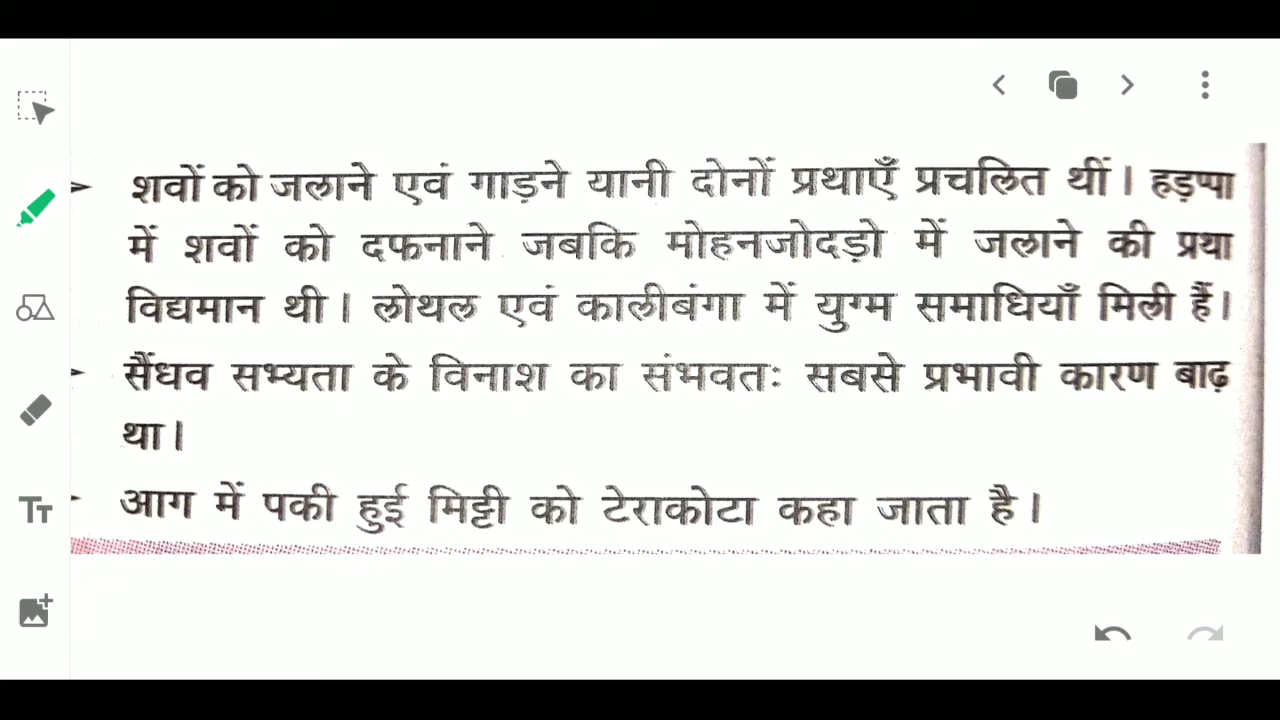 ➢ शवों को जलाने एवं गाड़ने यानी दोनों प्रथाएँ प्रचलित थीं। हड़प्पा
में शवों को दफनाने जबकि मोहनजोदड़ो में जलाने की प्रथा
विद्यमान थी। लोथल एवं कालीबंगा में युग्म समाधियाँ मिली हैं।
➢ सैंधव सभ्यता के विनाश का संभवतः सबसे प्रभावी कारण बाढ़
था।
➢ आग में पकी हुई मिट्टी को टेराकोटा कहा जाता है।
TT